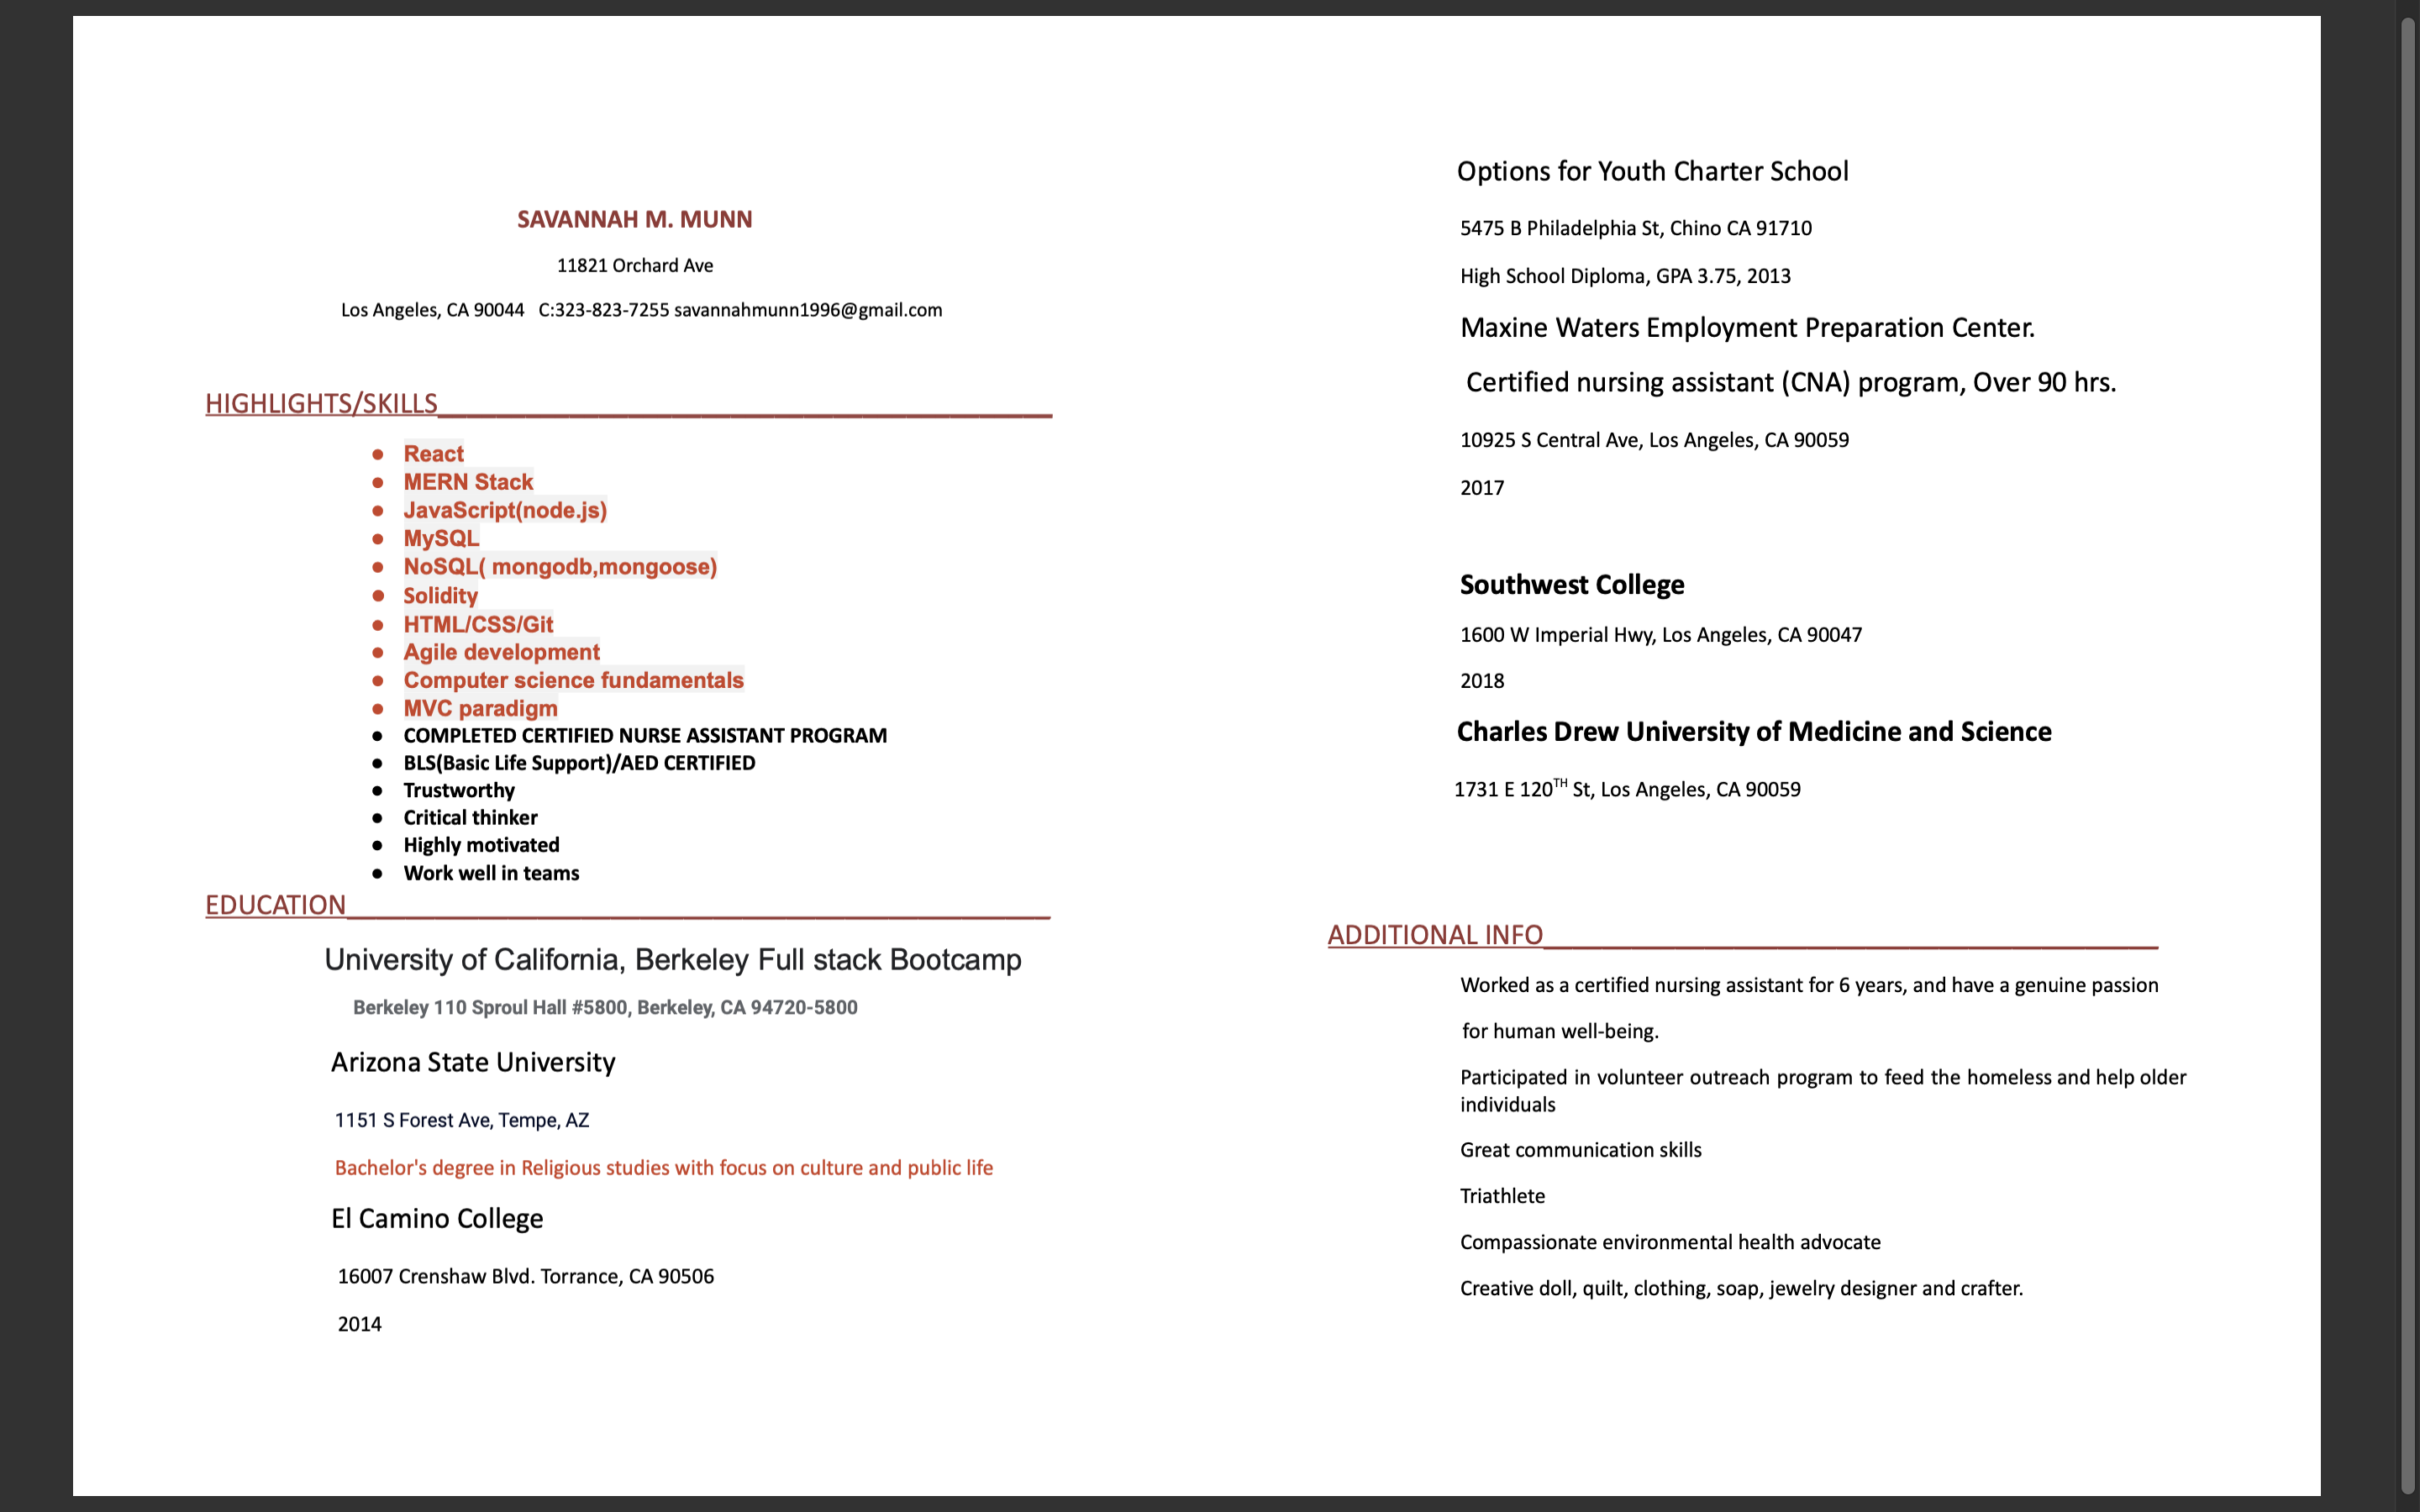 SAVANNAH M. MUNN
11821 Orchard Ave
Los Angeles, CA 90044 C:323-823-7255 savannahmunn1996@gmail.com
HIGHLIGHTS/SKILLS
● React
● MERN Stack
● JavaScript(node.js)
● MySQL
● NoSQL( mongodb,mongoose)
● Solidity
● HTML/CSS/Git
● Agile development
● Computer science fundamentals
● MVC paradigm
● COMPLETED CERTIFIED NURSE ASSISTANT PROGRAM
● BLS(Basic Life Support)/AED CERTIFIED
● Trustworthy
● Critical thinker
● Highly motivated
● Work well in teams
EDUCATION
University of California, Berkeley Full stack Bootcamp
Berkeley 110 Sproul Hall #5800, Berkeley, CA 94720-5800
Arizona State University
1151 S Forest Ave, Tempe, AZ
Bachelor's degree in Religious studies with focus on culture and public life
El Camino College
16007 Crenshaw Blvd. Torrance, CA 90506
2014
Options for Youth Charter School
5475 B Philadelphia St, Chino CA 91710
High School Diploma, GPA 3.75, 2013
Maxine Waters Employment Preparation Center.
Certified nursing assistant (CNA) program, Over 90 hrs.
10925 S Central Ave, Los Angeles, CA 90059
2017
Southwest College
1600 W Imperial Hwy, Los Angeles, CA 90047
2018
Charles Drew University of Medicine and Science
1731 E 120TH St, Los Angeles, CA 90059
ADDITIONAL INFO
Worked as a certified nursing assistant for 6 years, and have a genuine passion
for human well-being.
Participated in volunteer outreach program to feed the homeless and help older
individuals
Great communication skills
Triathlete
Compassionate environmental health advocate
Creative doll, quilt, clothing, soap, jewelry designer and crafter.